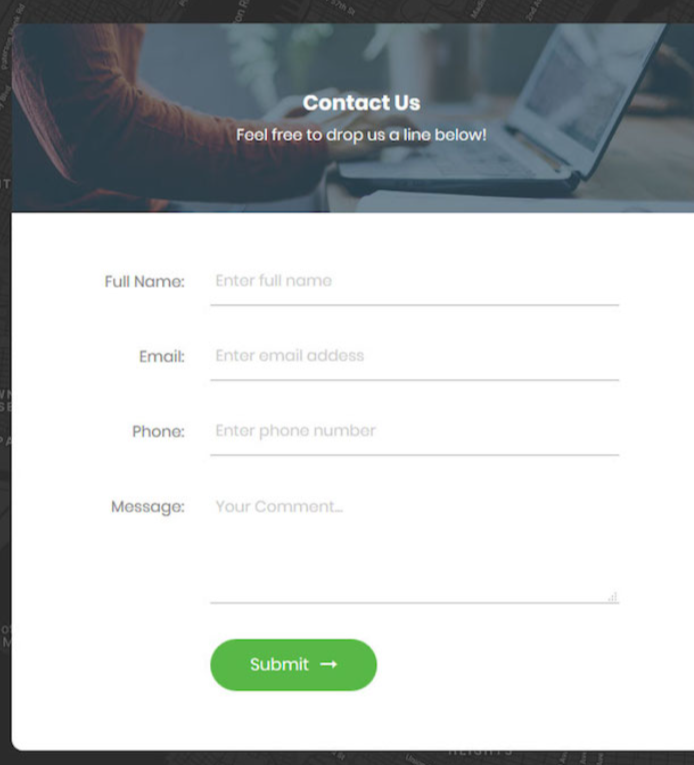 Contact Us
Feel free to drop us a line below!
Full Name: Enter full name
Email: Enter email addess
Phone: Enter phone number
Message: Your Comment...
Submit →
HEIGHTS